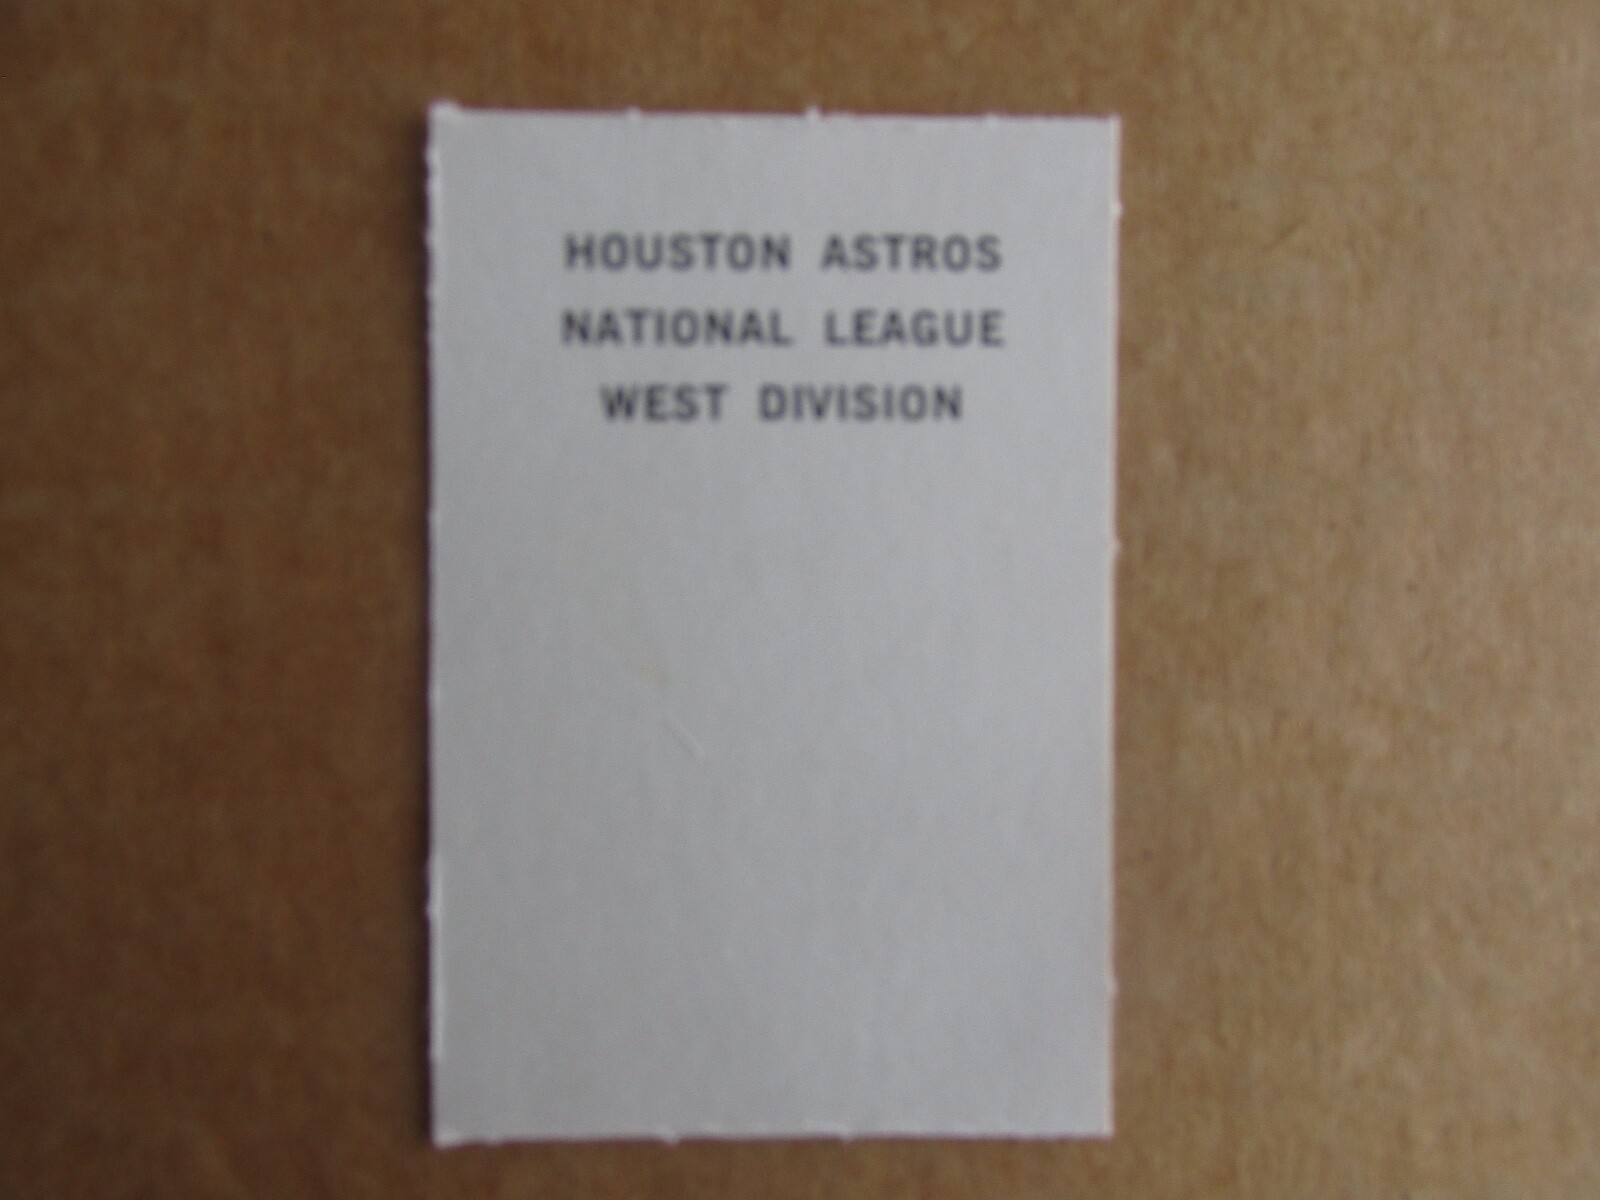 HOUSTON ASTROS
NATIONAL LEAGUE
WEST DIVISION